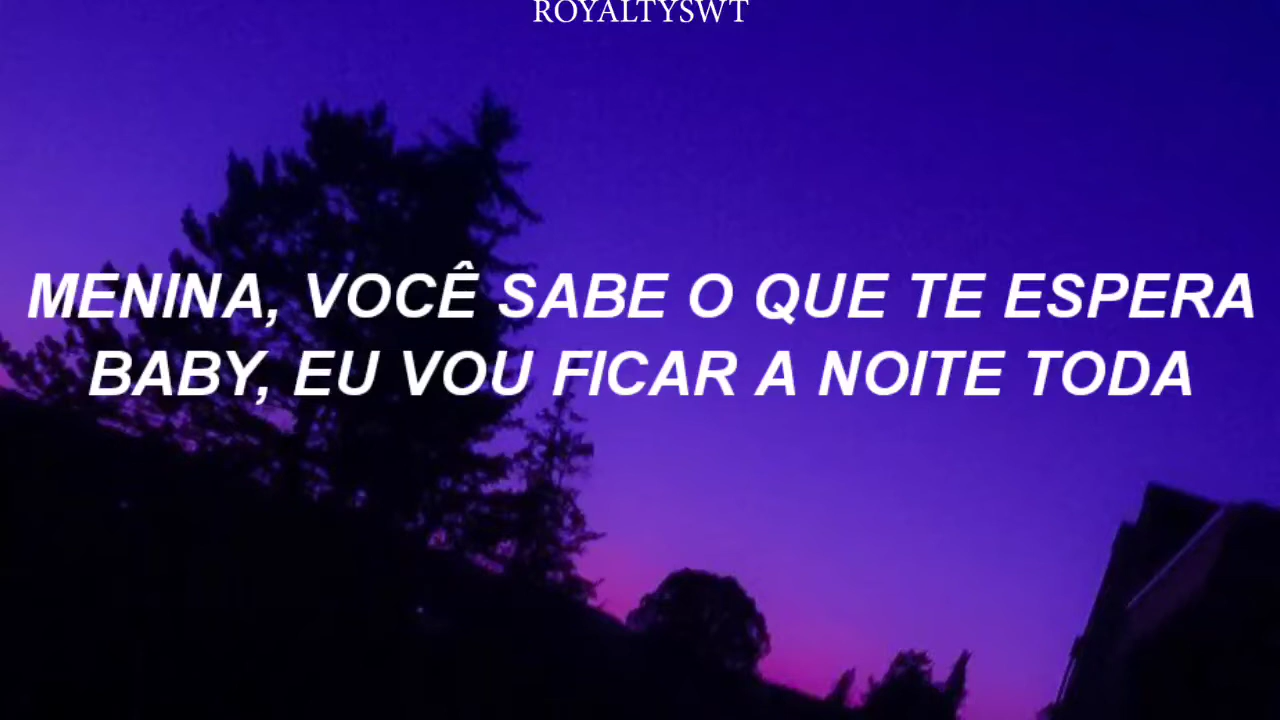 ROYALTYSWT
MENINA, VOCÊ SABE O QUE TE ESPERA
BABY, EU VOU FICAR A NOITE TODA